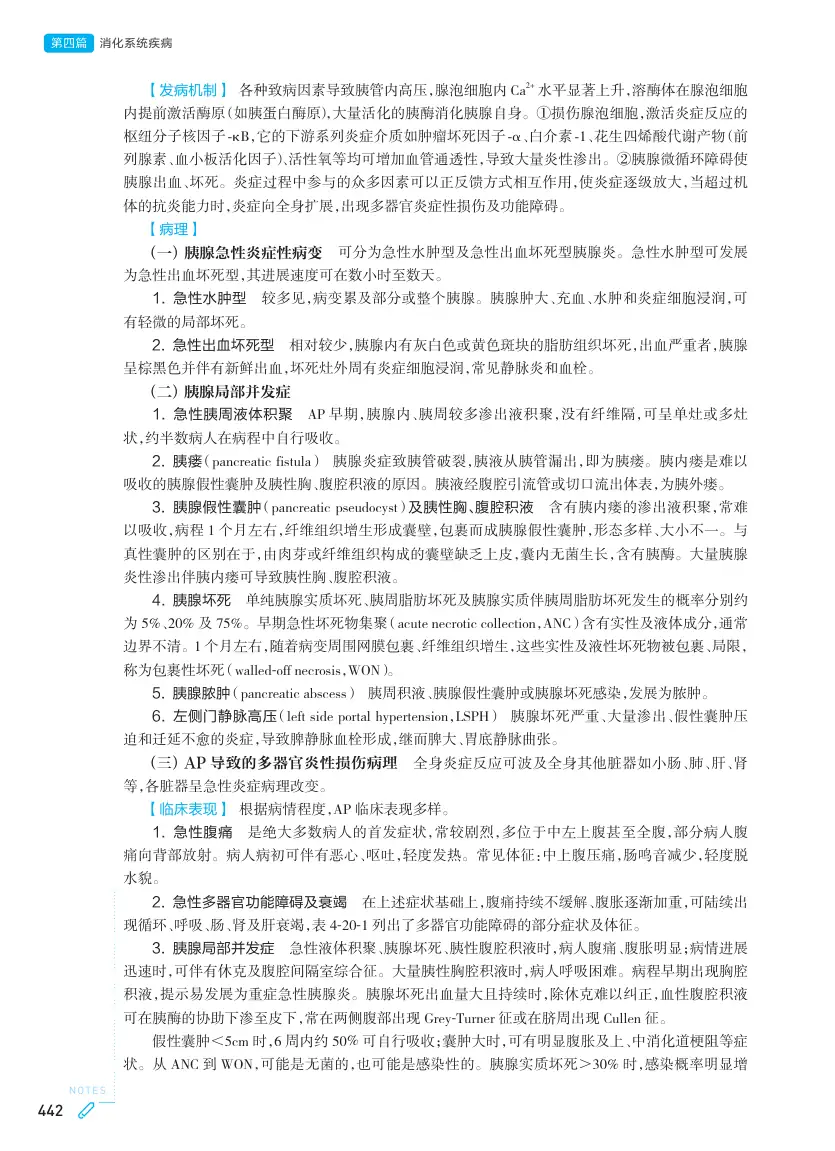 第四篇 消化系统疾病
【发病机制】 各种致病因素导致胰管内高压,腺泡细胞内 Ca²⁺ 水平显著上升,溶酶体在腺泡细胞
内提前激活酶原(如胰蛋白酶原),大量活化的胰酶消化胰腺自身。①损伤腺泡细胞,激活炎症反应的
枢纽分子核因子-κB,它的下游系列炎症介质如肿瘤坏死因子-α、白介素-1、花生四烯酸代谢产物(前
列腺素、血小板活化因子)、活性氧等均可增加血管通透性,导致大量炎性渗出。②胰腺微循环障碍使
胰腺出血、坏死。炎症过程中参与的众多因素可以正反馈方式相互作用,使炎症逐级放大,当超过机
体的抗炎能力时,炎症向全身扩展,出现多器官炎症性损伤及功能障碍。
【病理】
(一) 胰腺急性炎症性病变 可分为急性水肿型及急性出血坏死型胰腺炎。急性水肿型可发展
为急性出血坏死型,其进展速度可在数小时至数天。
1. 急性水肿型 较多见,病变累及部分或整个胰腺。胰腺肿大、充血、水肿和炎症细胞浸润,可
有轻微的局部坏死。
2. 急性出血坏死型 相对较少,胰腺内有灰白色或黄色斑块的脂肪组织坏死,出血严重者,胰腺
呈棕黑色并伴有新鲜出血,坏死灶外周有炎症细胞浸润,常见静脉炎和血栓。
(二) 胰腺局部并发症
1. 急性胰周液体积聚 AP 早期,胰腺内、胰周较多渗出液积聚,没有纤维隔,可呈单灶或多灶
状,约半数病人在病程中自行吸收。
2. 胰瘘(pancreatic fistula) 胰腺炎症致胰管破裂,胰液从胰管漏出,即为胰瘘。胰内瘘是难以
吸收的胰腺假性囊肿及胰性胸、腹腔积液的原因。胰液经腹腔引流管或切口流出体表,为胰外瘘。
3. 胰腺假性囊肿(pancreatic pseudocyst)及胰性胸、腹腔积液 含有胰内瘘的渗出液积聚,常难
以吸收,病程 1 个月左右,纤维组织增生形成囊壁,包裹而成胰腺假性囊肿,形态多样、大小不一。与
真性囊肿的区别在于,由肉芽或纤维组织构成的囊壁缺乏上皮,囊内无菌生长,含有胰酶。大量胰腺
炎性渗出伴胰内瘘可导致胰性胸、腹腔积液。
4. 胰腺坏死 单纯胰腺实质坏死、胰周脂肪坏死及胰腺实质伴胰周脂肪坏死发生的概率分别约
为 5%、20% 及 75%。早期急性坏死物集聚(acute necrotic collection,ANC)含有实性及液体成分,通常
边界不清。1 个月左右,随着病变周围网膜包裹、纤维组织增生,这些实性及液性坏死物被包裹、局限,
称为包裹性坏死(walled-off necrosis,WON)。
5. 胰腺脓肿(pancreatic abscess) 胰周积液、胰腺假性囊肿或胰腺坏死感染,发展为脓肿。
6. 左侧门静脉高压(left side portal hypertension,LSPH) 胰腺坏死严重、大量渗出、假性囊肿压
迫和迁延不愈的炎症,导致脾静脉血栓形成,继而脾大、胃底静脉曲张。
(三) AP 导致的多器官炎性损伤病理 全身炎症反应可波及全身其他脏器如小肠、肺、肝、肾
等,各脏器呈急性炎症病理改变。
【临床表现】 根据病情程度,AP 临床表现多样。
1. 急性腹痛 是绝大多数病人的首发症状,常较剧烈,多位于中左上腹甚至全腹,部分病人腹
痛向背部放射。病人病初可伴有恶心、呕吐,轻度发热。常见体征:中上腹压痛,肠鸣音减少,轻度脱
水貌。
2. 急性多器官功能障碍及衰竭 在上述症状基础上,腹痛持续不缓解、腹胀逐渐加重,可陆续出
现循环、呼吸、肠、肾及肝衰竭,表 4-20-1 列出了多器官功能障碍的部分症状及体征。
3. 胰腺局部并发症 急性液体积聚、胰腺坏死、胰性腹腔积液时,病人腹痛、腹胀明显;病情进展
迅速时,可伴有休克及腹腔间隔室综合征。大量胰性胸腔积液时,病人呼吸困难。病程早期出现胸腔
积液,提示易发展为重症急性胰腺炎。胰腺坏死出血量大且持续时,除休克难以纠正,血性腹腔积液
可在胰酶的协助下渗至皮下,常在两侧腹部出现 Grey-Turner 征或在脐周出现 Cullen 征。
假性囊肿<5cm 时,6 周内约 50% 可自行吸收;囊肿大时,可有明显腹胀及上、中消化道梗阻等症
状。从 ANC 到 WON,可能是无菌的,也可能是感染性的。胰腺实质坏死>30% 时,感染概率明显增
NOTES
442